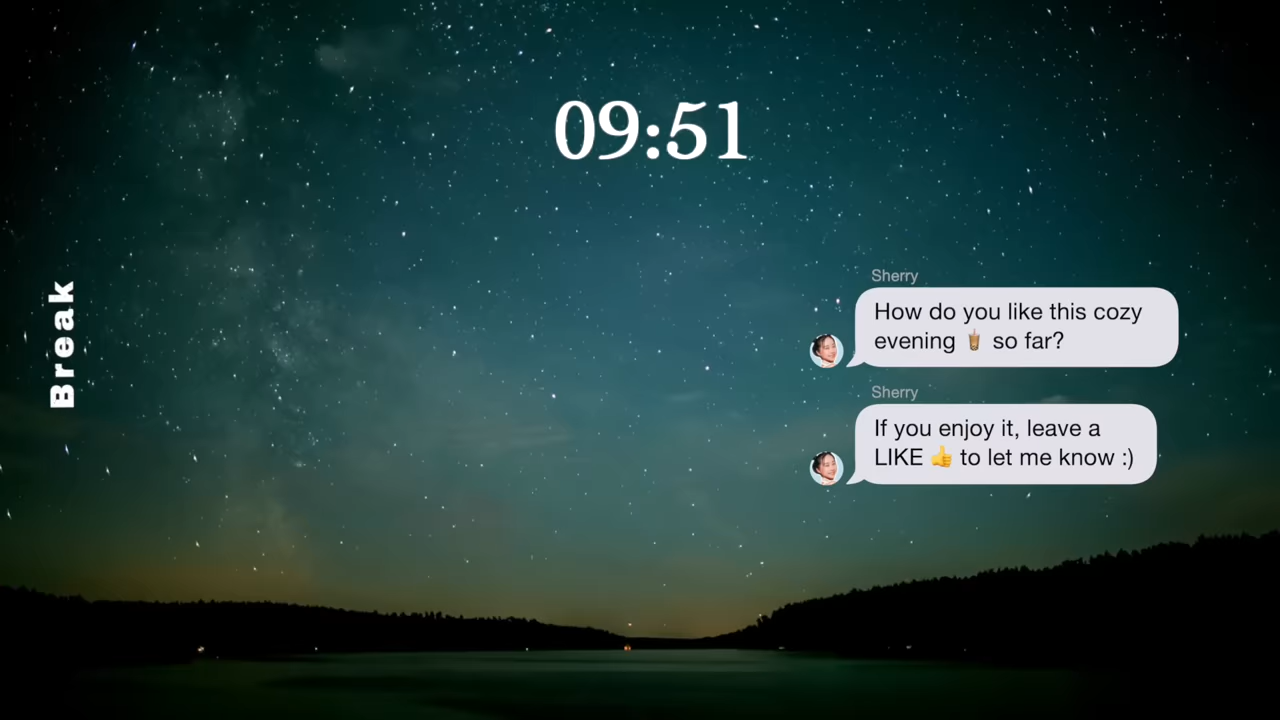 09:51
Break
Sherry
How do you like this cozy
evening 🧋 so far?
Sherry
If you enjoy it, leave a
LIKE 👍 to let me know :)